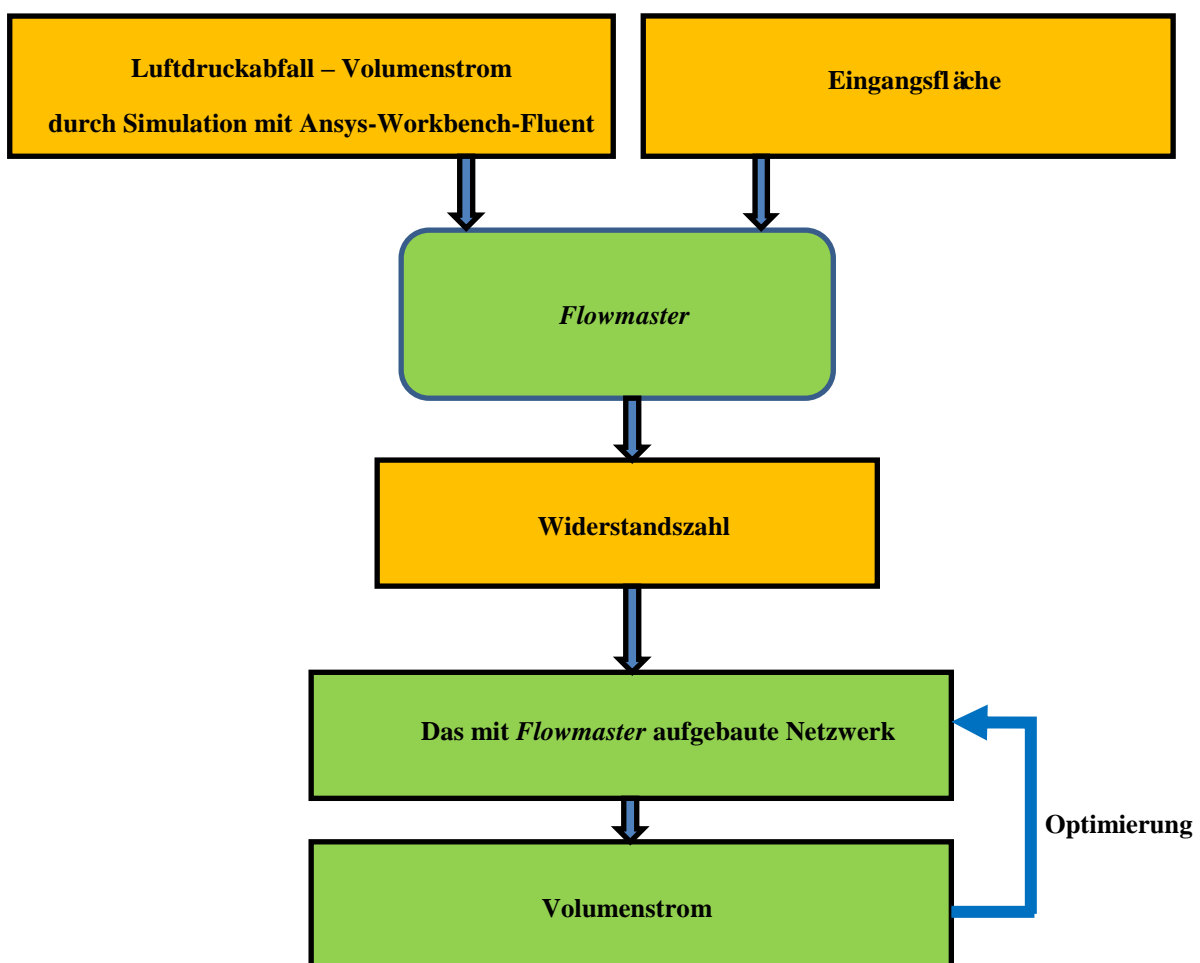 Luftdruckabfall – Volumenstrom
durch Simulation mit Ansys-Workbench-Fluent
Eingangsfläche
Flowmaster
Widerstandszahl
Das mit Flowmaster aufgebaute Netzwerk
Optimierung
Volumenstrom